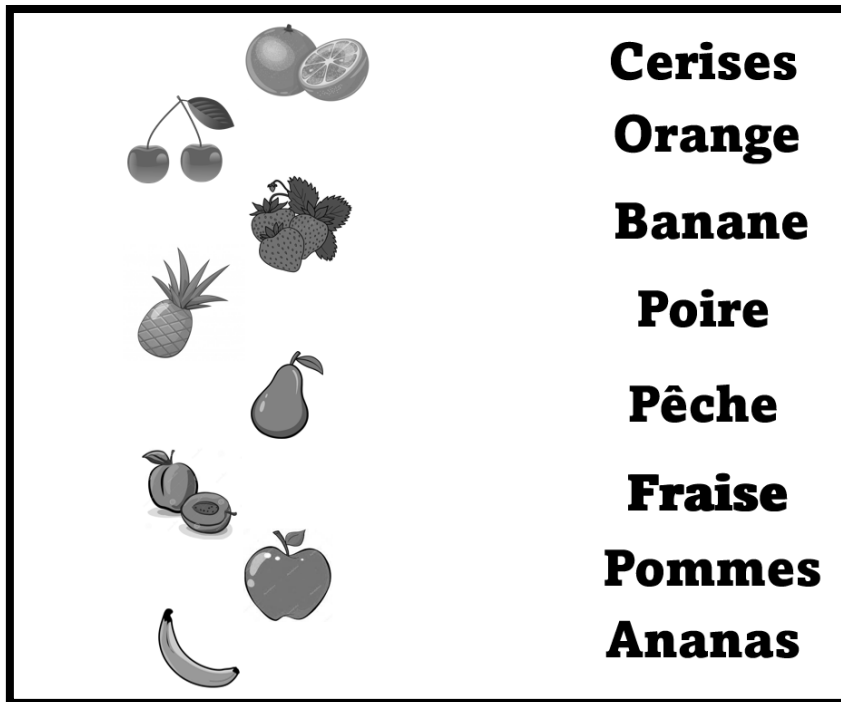 Cerises
Orange
Banane
Poire
Pêche
Fraise
Pommes
Ananas